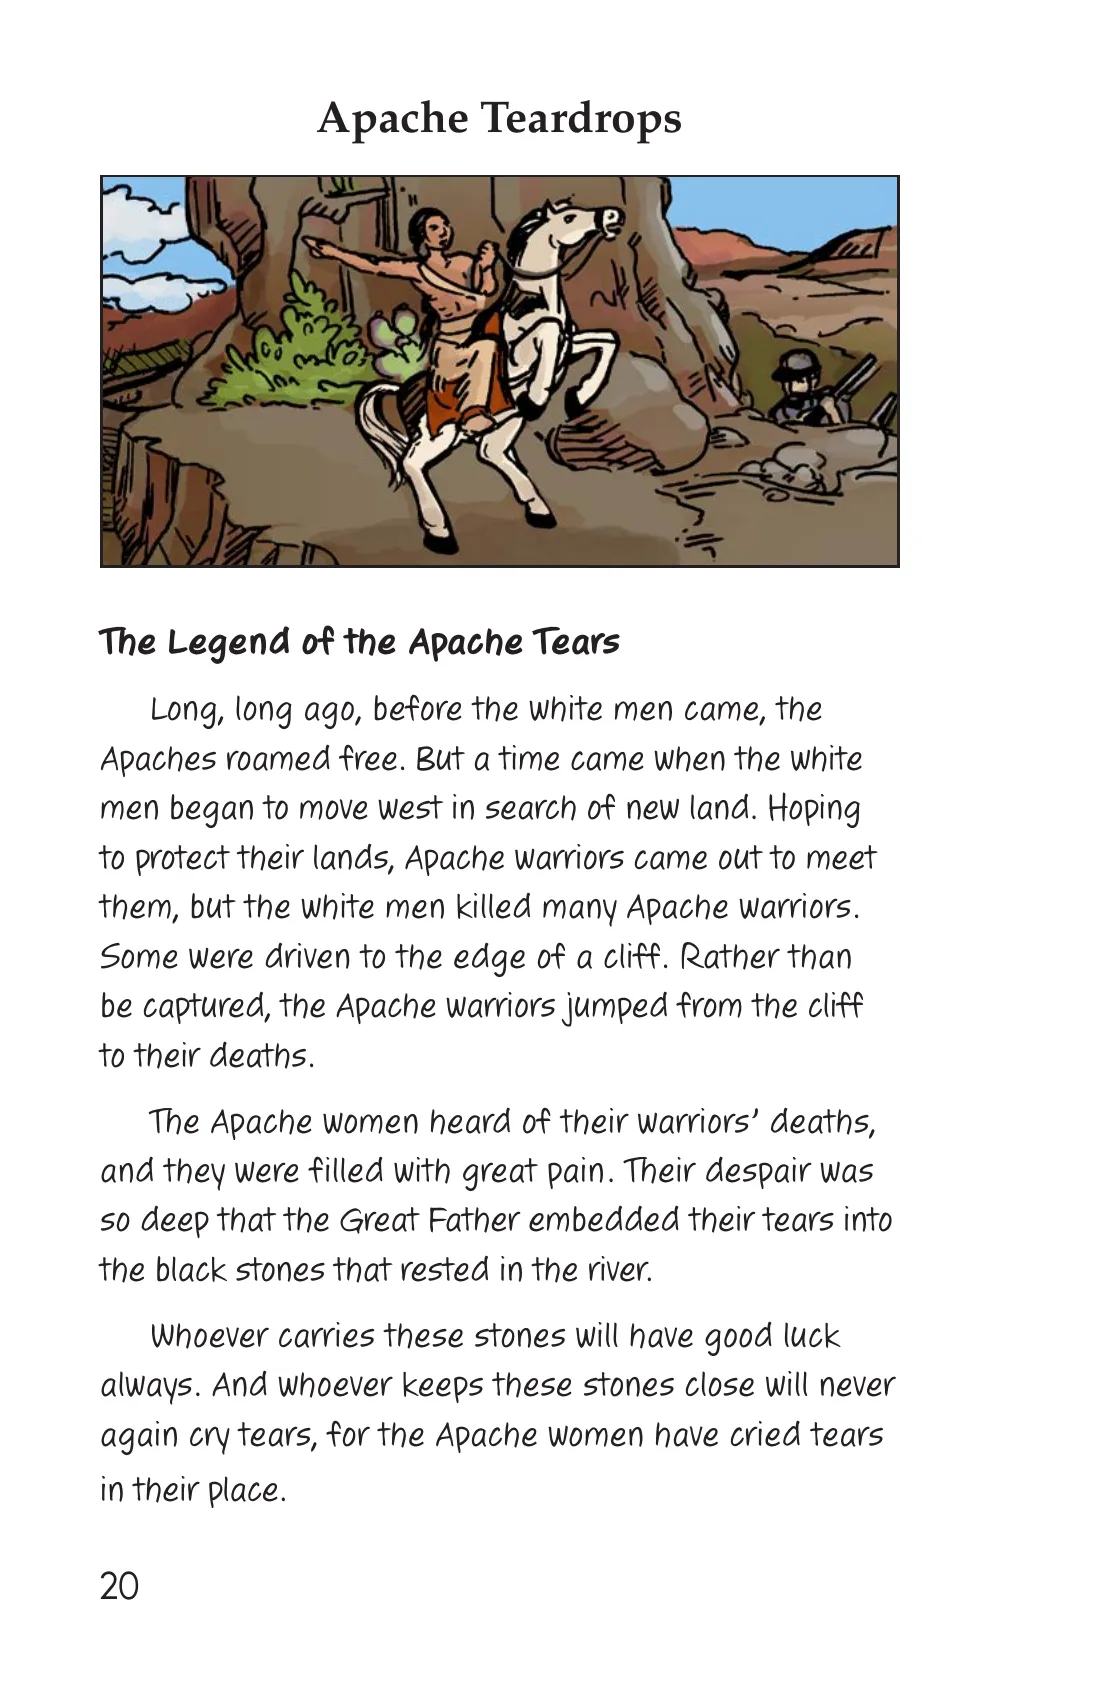 Apache Teardrops
The Legend of the Apache Tears
Long, long ago, before the white men came, the
Apaches roamed free. But a time came when the white
men began to move west in search of new land. Hoping
to protect their lands, Apache warriors came out to meet
them, but the white men killed many Apache warriors.
Some were driven to the edge of a cliff. Rather than
be captured, the Apache warriors jumped from the cliff
to their deaths.
The Apache women heard of their warriors’ deaths,
and they were filled with great pain. Their despair was
so deep that the Great Father embedded their tears into
the black stones that rested in the river.
Whoever carries these stones will have good luck
always. And whoever keeps these stones close will never
again cry tears, for the Apache women have cried tears
in their place.
20